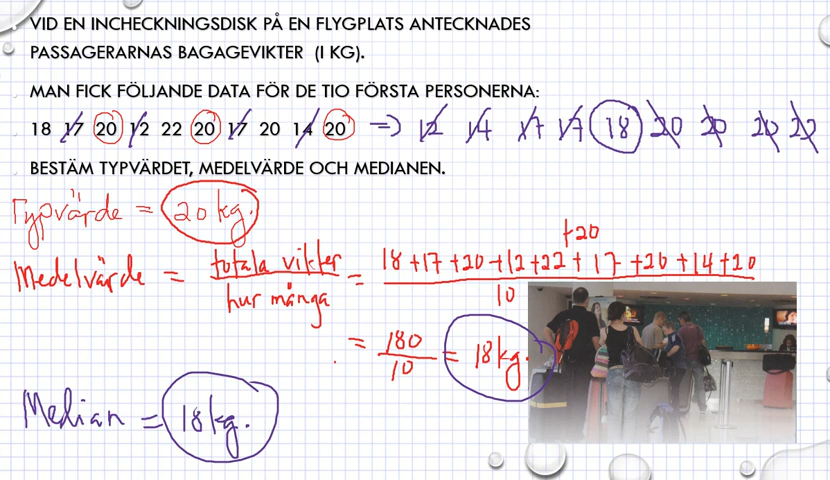 VID EN INCHECKNINGSDISK PÅ EN FLYGPLATS ANTECKNADES
PASSAGERARNAS BAGAGEVIKTER (I KG).
MAN FICK FÖLJANDE DATA FÖR DE TIO FÖRSTA PERSONERNA:
18 17 20 12 22 20 17 20 14 20 => 12 14 17 17 18 20 20 20 22
BESTÄM TYPVÄRDET, MEDELVÄRDE OCH MEDIANEN.
Typvärde = 20 kg.
+20
Medelvärde = totala vikter / hur många = 18+17+20+12+22+17+20+14+20 / 10
= 180/10 = 18 kg.
Median = 18 kg.